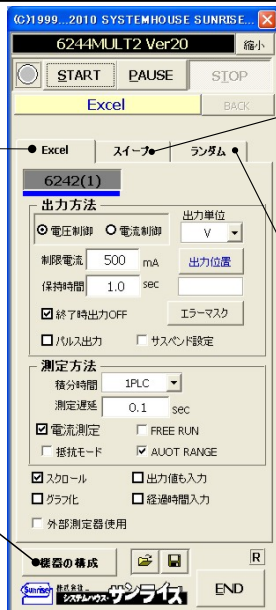 (C)1999...2010 SYSTEMHOUSE SUNRISE...
6244MULT2 Ver20 縮小
START PAUSE STOP
Excel BACK
Excel スイープ ランダム
6242(1)
出力方法
出力単位
電圧制御 電流制御 V
制限電流 500 mA 出力位置
保持時間 1.0 sec
終了時出力OFF エラーマスク
パルス出力 サスペンド設定
測定方法
積分時間 1PLC
測定遅延 0.1 sec
電流測定 FREE RUN
抵抗モード AUOT RANGE
スクロール 出力値も入力
グラフ化 経過時間入力
外部測定器使用
機器の構成 R
Sunrise 株式会社 システムハウス・サンライズ END